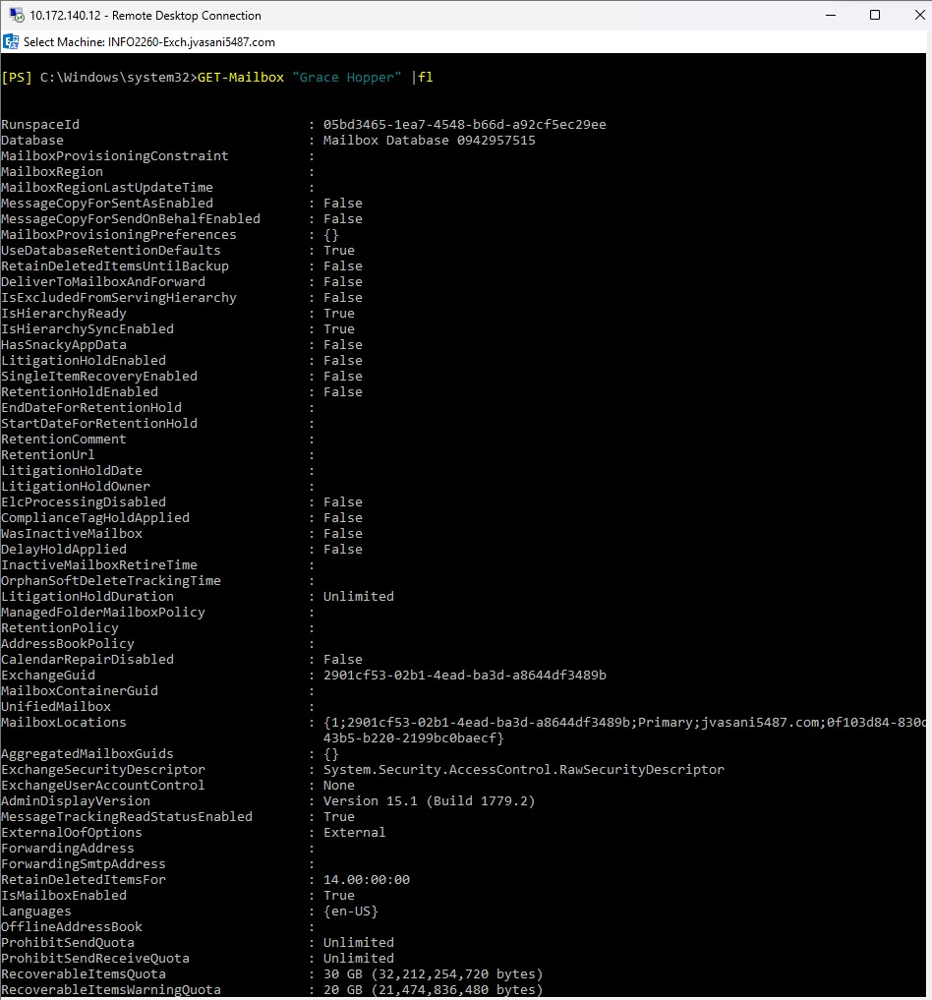 10.172.140.12 - Remote Desktop Connection
Select Machine: INFO2260-Exch.jvasani5487.com
[PS] C:\Windows\system32>GET-Mailbox "Grace Hopper" |fl
RunspaceId : 05bd3465-1ea7-4548-b66d-a92cf5ec29ee
Database : Mailbox Database 0942957515
MailboxProvisioningConstraint :
MailboxRegion :
MailboxRegionLastUpdateTime :
MessageCopyForSentAsEnabled : False
MessageCopyForSendOnBehalfEnabled : False
MailboxProvisioningPreferences : {}
UseDatabaseRetentionDefaults : True
RetainDeletedItemsUntilBackup : False
DeliverToMailboxAndForward : False
IsExcludedFromServingHierarchy : False
IsHierarchyReady : True
IsHierarchySyncEnabled : True
HasSnackyAppData : False
LitigationHoldEnabled : False
SingleItemRecoveryEnabled : False
RetentionHoldEnabled : False
EndDateForRetentionHold :
StartDateForRetentionHold :
RetentionComment :
RetentionUrl :
LitigationHoldDate :
LitigationHoldOwner :
ElcProcessingDisabled : False
ComplianceTagHoldApplied : False
WasInactiveMailbox : False
DelayHoldApplied : False
InactiveMailboxRetireTime :
OrphanSoftDeleteTrackingTime :
LitigationHoldDuration : Unlimited
ManagedFolderMailboxPolicy :
RetentionPolicy :
AddressBookPolicy :
CalendarRepairDisabled : False
ExchangeGuid : 2901cf53-02b1-4ead-ba3d-a8644df3489b
MailboxContainerGuid :
UnifiedMailbox :
MailboxLocations : {1;2901cf53-02b1-4ead-ba3d-a8644df3489b;Primary;jvasani5487.com;0f103d84-830d
43b5-b220-2199bc0baecf}
AggregatedMailboxGuids : {}
ExchangeSecurityDescriptor : System.Security.AccessControl.RawSecurityDescriptor
ExchangeUserAccountControl : None
AdminDisplayVersion : Version 15.1 (Build 1779.2)
MessageTrackingReadStatusEnabled : True
ExternalOofOptions : External
ForwardingAddress :
ForwardingSmtpAddress :
RetainDeletedItemsFor : 14.00:00:00
IsMailboxEnabled : True
Languages : {en-US}
OfflineAddressBook :
ProhibitSendQuota : Unlimited
ProhibitSendReceiveQuota : Unlimited
RecoverableItemsQuota : 30 GB (32,212,254,720 bytes)
RecoverableItemsWarningQuota : 20 GB (21,474,836,480 bytes)